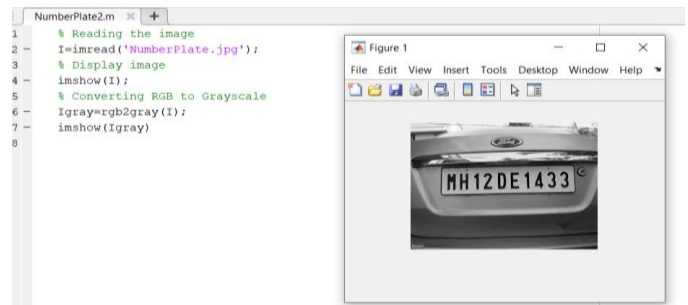 NumberPlate2.m
1 % Reading the image
2 - I=imread('NumberPlate.jpg');
3 % Display image
4 - imshow(I);
5 % Converting RGB to Grayscale
6 - Igray=rgb2gray(I);
7 - imshow(Igray)
8
Figure 1
File Edit View Insert Tools Desktop Window Help
Ford
MH12DE1433